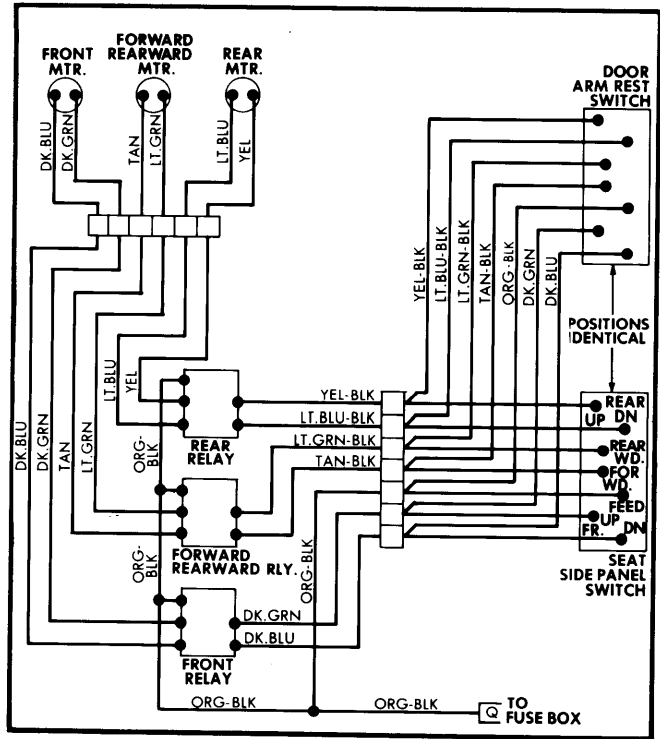 FRONT
MTR.
FORWARD
REARWARD
MTR.
REAR
MTR.
DOOR
ARM REST
SWITCH
DK.BLU
DK.GRN
TAN
LT.GRN
LT.BLU
YEL
YEL-BLK
LT.BLU-BLK
LT.GRN-BLK
TAN-BLK
ORG-BLK
DK.GRN
DK.BLU
POSITIONS
IDENTICAL
DK.BLU
DK.GRN
TAN
LT.GRN
LT.BLU
YEL
ORG-
BLK
REAR
RELAY
YEL-BLK
LT.BLU-BLK
LT.GRN-BLK
TAN-BLK
REAR
UP DN
REAR
WD.
FOR
WD.
FEED
UP
FR. DN
SEAT
SIDE PANEL
SWITCH
ORG-
BLK
FORWARD
REARWARD RLY.
ORG-BLK
DK.GRN
DK.BLU
FRONT
RELAY
ORG-BLK
ORG-BLK
Q
TO
FUSE BOX